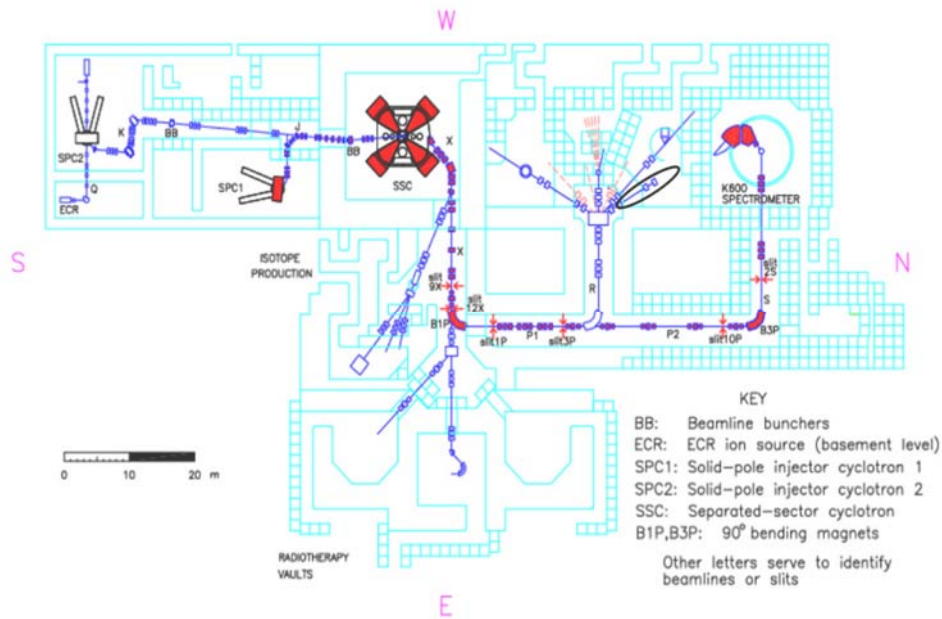 W
K
BB
J
SPC2
BB
X
SPC1
SSC
K600
SPECTROMETER
Q
ECR
S
ISOTOPE
PRODUCTION
X
slit
9X
slit
12X
R
slit
2S
N
S
B1P
slit1P
P1
slit3P
P2
slit10P
B3P
KEY
BB: Beamline bunchers
ECR: ECR ion source (basement level)
SPC1: Solid-pole injector cyclotron 1
SPC2: Solid-pole injector cyclotron 2
SSC: Separated-sector cyclotron
B1P,B3P: 90° bending magnets
Other letters serve to identify
beamlines or slits
0 10 20 m
RADIOTHERAPY
VAULTS
E